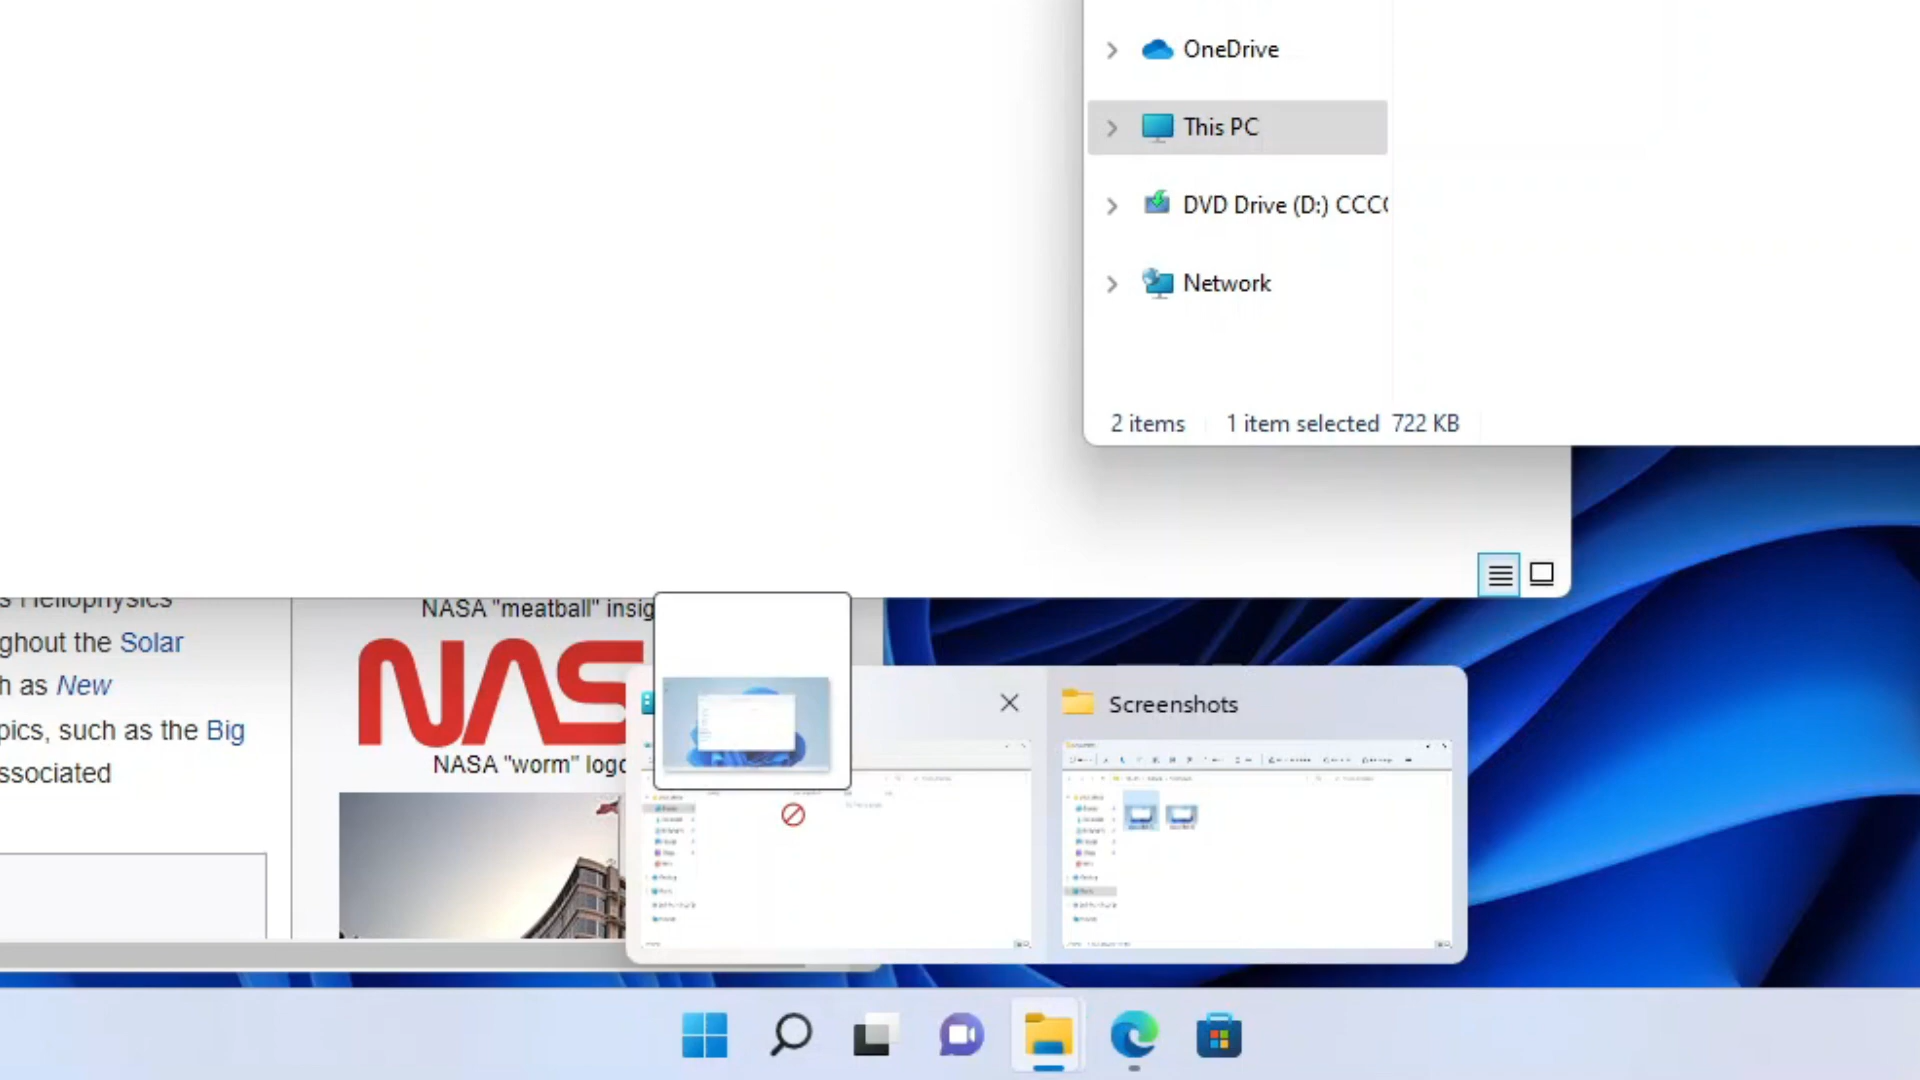 OneDrive
This PC
DVD Drive (D:) CCC
Network
2 items
1 item selected 722 KB
s Heliophysics
ghout the Solar
h as New
pics, such as the Big
ssociated
NASA "meatball" insig
NAS
NASA "worm" logo
Screenshots